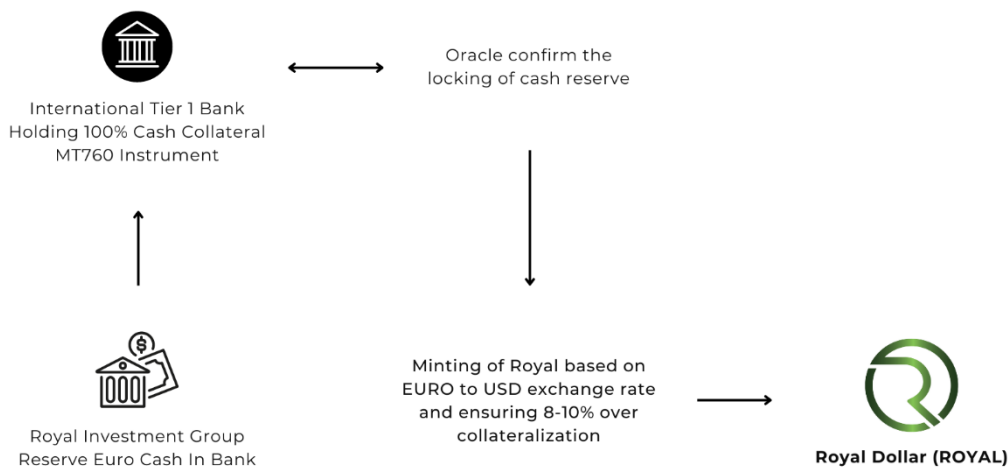 International Tier 1 Bank
Holding 100% Cash Collateral
MT760 Instrument
Oracle confirm the
locking of cash reserve
$
Royal Investment Group
Reserve Euro Cash In Bank
Minting of Royal based on
EURO to USD exchange rate
and ensuring 8-10% over
collateralization
R
Royal Dollar (ROYAL)